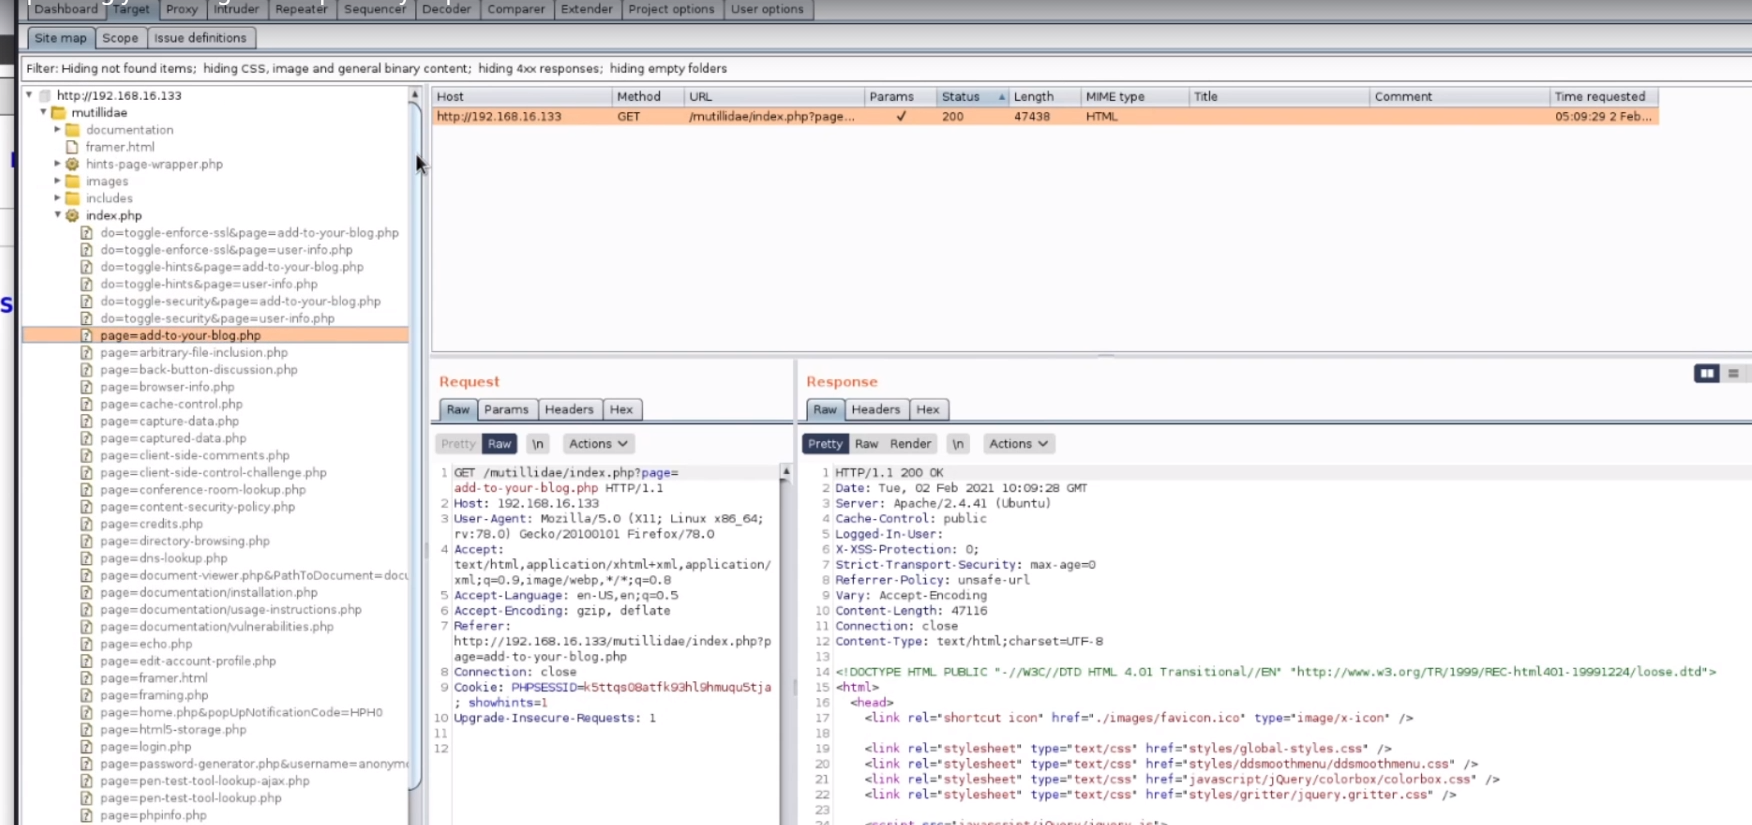 Dashboard Target Proxy Intruder Repeater Sequencer Decoder Comparer Extender Project options User options
Site map Scope Issue definitions
Filter: Hiding not found items; hiding CSS, image and general binary content; hiding 4xx responses; hiding empty folders
http://192.168.16.133
mutillidae
documentation
framer.html
hints-page-wrapper.php
images
includes
index.php
do=toggle-enforce-ssl&page=add-to-your-blog.php
do=toggle-enforce-ssl&page=user-info.php
do=toggle-hints&page=add-to-your-blog.php
do=toggle-hints&page=user-info.php
do=toggle-security&page=add-to-your-blog.php
do=toggle-security&page=user-info.php
page=add-to-your-blog.php
page=arbitrary-file-inclusion.php
page=back-button-discussion.php
page=browser-info.php
page=cache-control.php
page=capture-data.php
page=captured-data.php
page=client-side-comments.php
page=client-side-control-challenge.php
page=conference-room-lookup.php
page=content-security-policy.php
page=credits.php
page=directory-browsing.php
page=dns-lookup.php
page=document-viewer.php&PathToDocument=docu
page=documentation/installation.php
page=documentation/usage-instructions.php
page=documentation/vulnerabilities.php
page=echo.php
page=edit-account-profile.php
page=framer.html
page=framing.php
page=home.php&popUpNotificationCode=HPH0
page=html5-storage.php
page=login.php
page=password-generator.php&username=anonymo
page=pen-test-tool-lookup-ajax.php
page=pen-test-tool-lookup.php
page=phpinfo.php
Host Method URL Params Status Length MIME type Title Comment Time requested
http://192.168.16.133 GET /mutillidae/index.php?page... ✓ 200 47438 HTML 05:09:29 2 Feb...
Request
Raw Params Headers Hex
Pretty Raw \n Actions
1 GET /mutillidae/index.php?page=
add-to-your-blog.php HTTP/1.1
2 Host: 192.168.16.133
3 User-Agent: Mozilla/5.0 (X11; Linux x86_64;
rv:78.0) Gecko/20100101 Firefox/78.0
4 Accept:
text/html,application/xhtml+xml,application/
xml;q=0.9,image/webp,*/*;q=0.8
5 Accept-Language: en-US,en;q=0.5
6 Accept-Encoding: gzip, deflate
7 Referer:
http://192.168.16.133/mutillidae/index.php?p
age=add-to-your-blog.php
8 Connection: close
9 Cookie: PHPSESSID=k5ttqs08atfk93hl9hmuqu5tja
; showhints=1
10 Upgrade-Insecure-Requests: 1
11
12
Response
Raw Headers Hex
Pretty Raw Render \n Actions
1 HTTP/1.1 200 OK
2 Date: Tue, 02 Feb 2021 10:09:28 GMT
3 Server: Apache/2.4.41 (Ubuntu)
4 Cache-Control: public
5 Logged-In-User:
6 X-XSS-Protection: 0;
7 Strict-Transport-Security: max-age=0
8 Referrer-Policy: unsafe-url
9 Vary: Accept-Encoding
10 Content-Length: 47116
11 Connection: close
12 Content-Type: text/html;charset=UTF-8
13
14 <!DOCTYPE HTML PUBLIC "-//W3C//DTD HTML 4.01 Transitional//EN" "http://www.w3.org/TR/1999/REC-html401-19991224/loose.dtd">
15 <html>
16 <head>
17 <link rel="shortcut icon" href="./images/favicon.ico" type="image/x-icon" />
18
19 <link rel="stylesheet" type="text/css" href="styles/global-styles.css" />
20 <link rel="stylesheet" type="text/css" href="styles/ddsmoothmenu/ddsmoothmenu.css" />
21 <link rel="stylesheet" type="text/css" href="javascript/jQuery/colorbox/colorbox.css" />
22 <link rel="stylesheet" type="text/css" href="styles/gritter/jquery.gritter.css" />
23